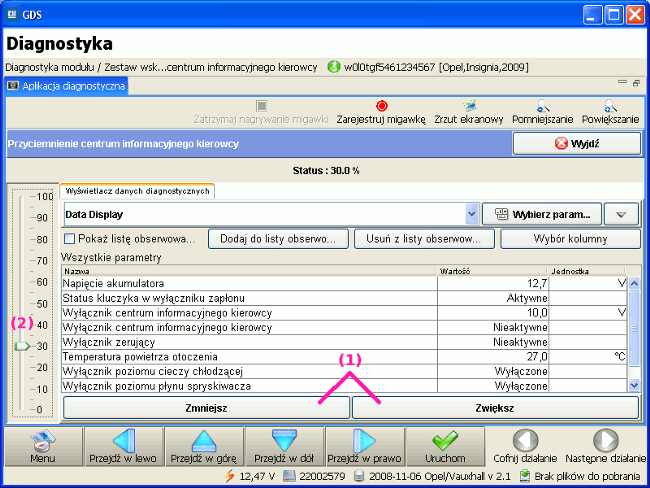 GDS
Diagnostyka
Diagnostyka modułu / Zestaw wsk...centrum informacyjnego kierowcy w0l0tgf5461234567 [Opel,Insignia,2009]
Aplikacja diagnostyczna
Zatrzymaj nagrywanie migawki Zarejestruj migawkę Zrzut ekranowy Pomniejszanie Powiększanie
Przyciemnienie centrum informacyjnego kierowcy Wyjdź
Status : 30.0 %
Wyświetlacz danych diagnostycznych
Data Display Wybierz param...
Pokaż listę obserwowa... Dodaj do listy obserwo... Usuń z listy obserwow... Wybór kolumny
Wszystkie parametry
Nazwa Wartość Jednostka
Napięcie akumulatora 12,7 V
Status kluczyka w wyłączniku zapłonu Aktywne
Wyłącznik centrum informacyjnego kierowcy 10,0 V
Wyłącznik centrum informacyjnego kierowcy Nieaktywne
Wyłącznik zerujący Nieaktywne
Temperatura powietrza otoczenia 27,0 °C
Wyłącznik poziomu cieczy chłodzącej Wyłączone
Wyłącznik poziomu płynu spryskiwacza Wyłączone
100
90
80
70
60
50
40
30
20
10
0
(2)
(1)
Zmniejsz Zwiększ
Menu Przejdź w lewo Przejdź w górę Przejdź w dół Przejdź w prawo Uruchom Cofnij działanie Następne działanie
12,47 V 22002579 2008-11-06 Opel/Vauxhall v 2.1 Brak plików do pobrania